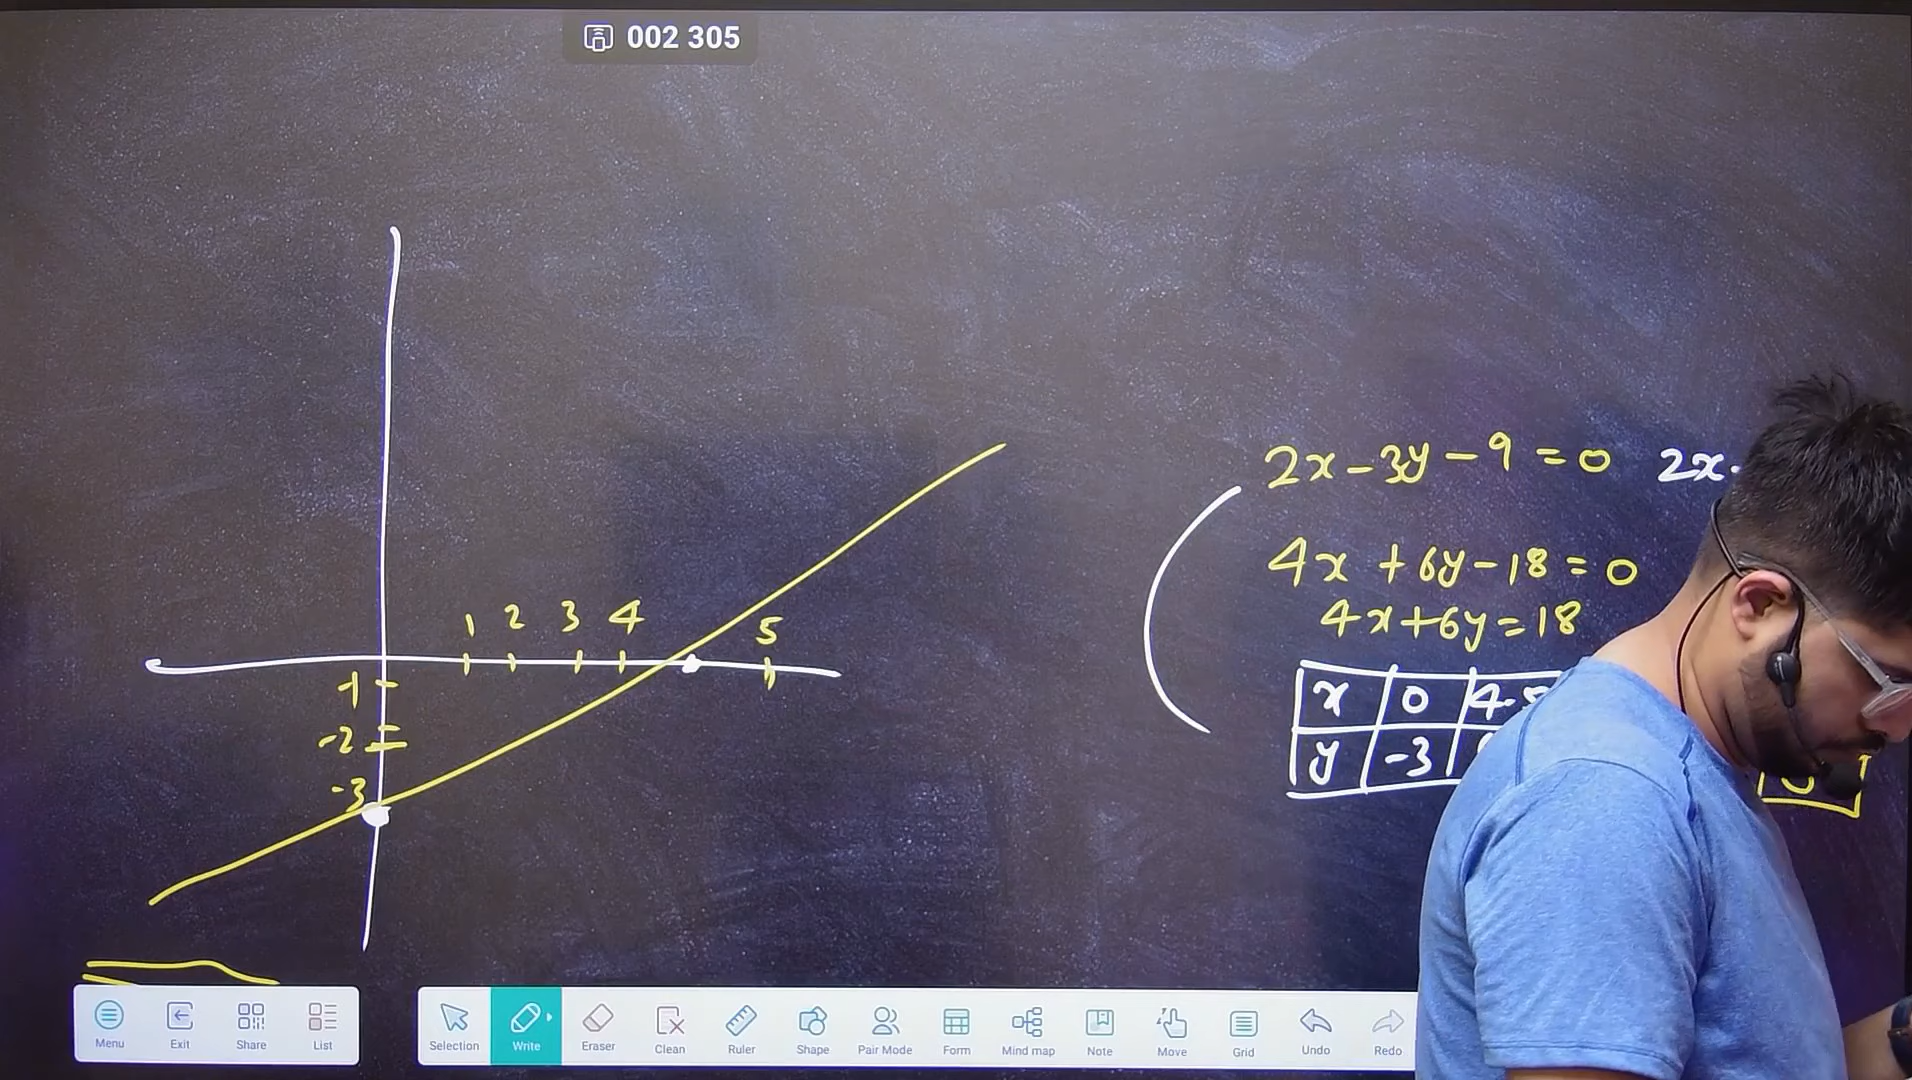 002 305
2x-3y-9=0 2x-
4x+6y-18=0
4x+6y=18
1 2 3 4 5
x 0 4.5
y -3
-1
-2
-3
Menu Exit Share List
Selection Write Eraser Clean Ruler Shape Pair Mode Form Mind map Note Move Grid Undo Redo